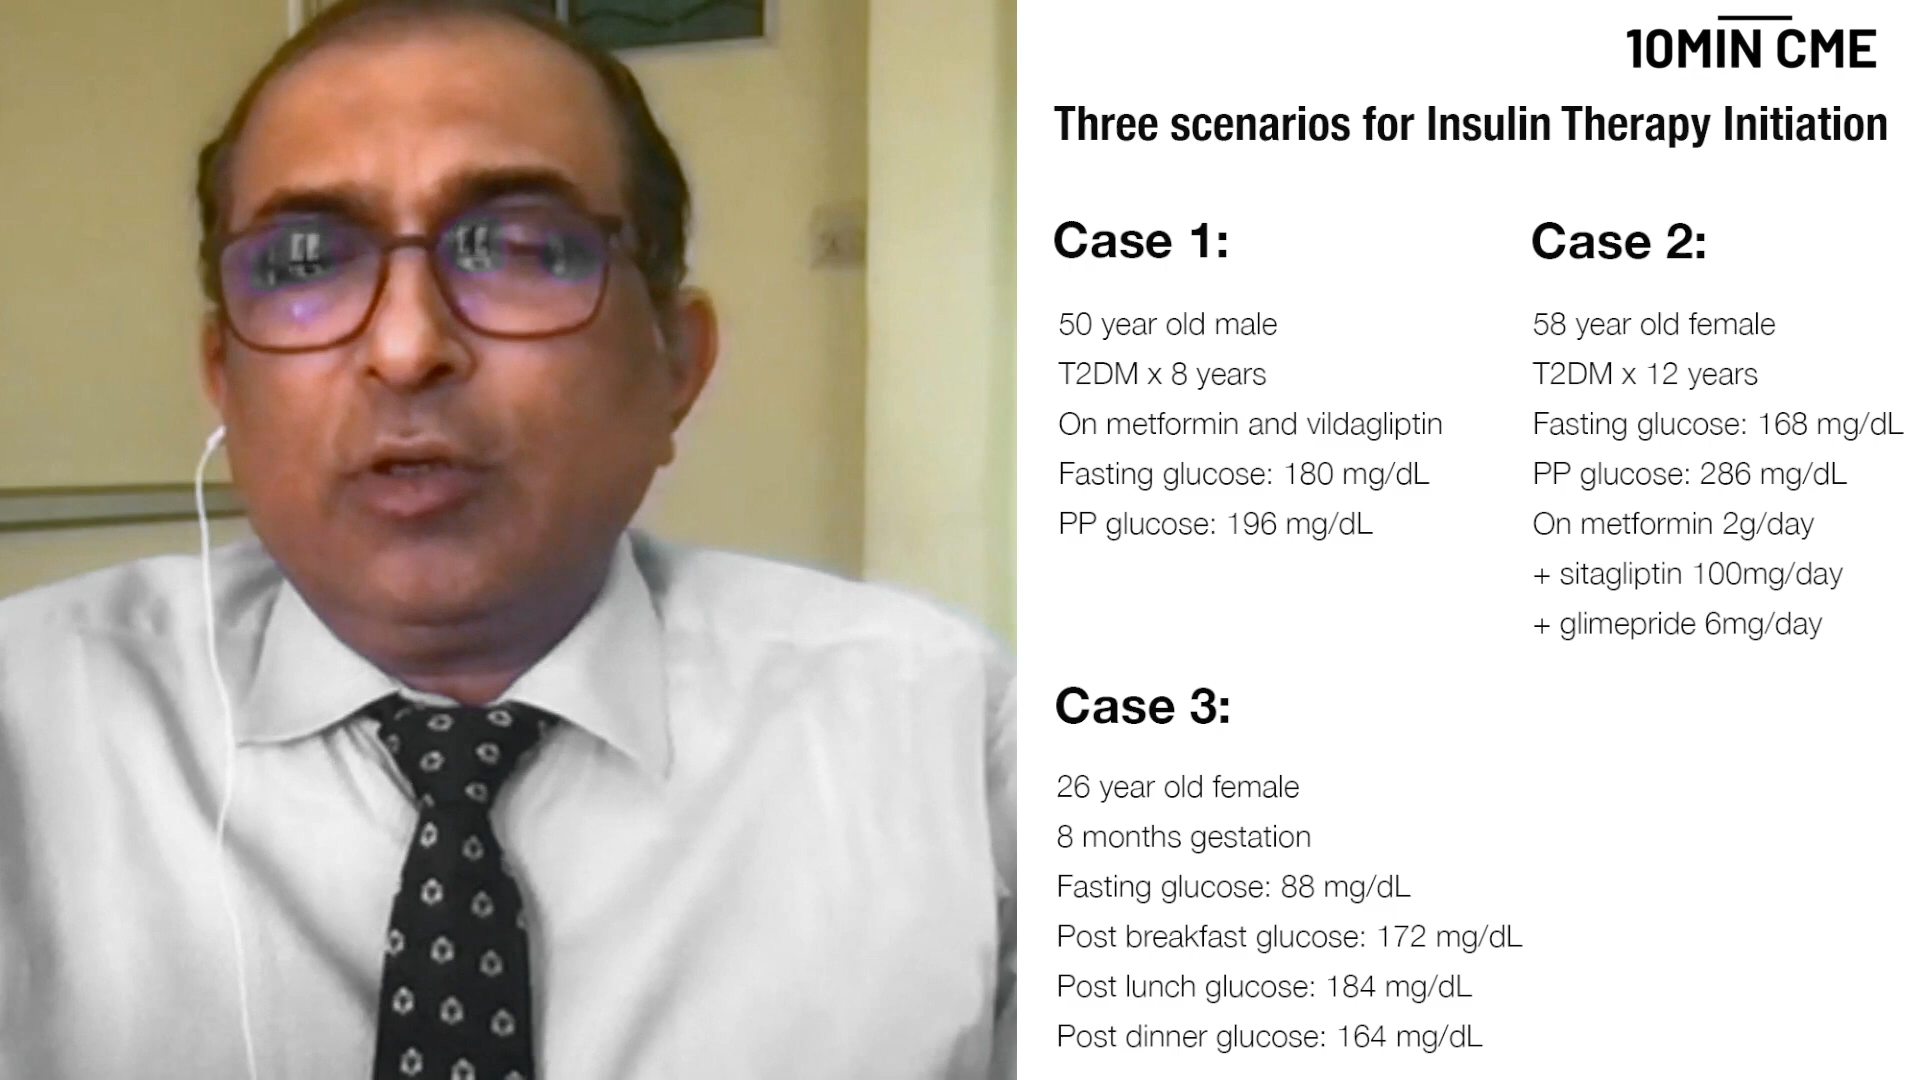 10MIN CME
Three scenarios for Insulin Therapy Initiation
Case 1:
50 year old male
T2DM x 8 years
On metformin and vildagliptin
Fasting glucose: 180 mg/dL
PP glucose: 196 mg/dL
Case 2:
58 year old female
T2DM x 12 years
Fasting glucose: 168 mg/dL
PP glucose: 286 mg/dL
On metformin 2g/day
+ sitagliptin 100mg/day
+ glimepride 6mg/day
Case 3:
26 year old female
8 months gestation
Fasting glucose: 88 mg/dL
Post breakfast glucose: 172 mg/dL
Post lunch glucose: 184 mg/dL
Post dinner glucose: 164 mg/dL